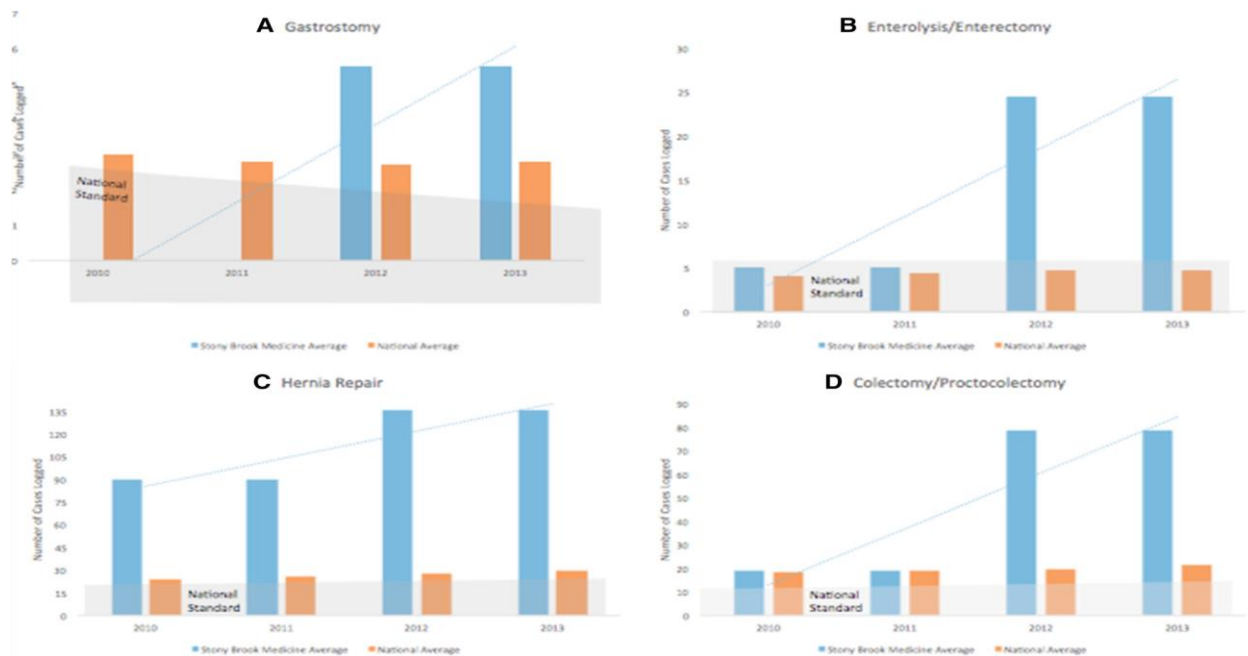 A Gastrostomy
7
6
1
0
Number of Cases Logged
National
Standard
2010 2011 2012 2013
Stony Brook Medicine Average National Average
B Enterolysis/Enterectomy
30
25
20
15
10
5
0
Number of Cases Logged
National
Standard
2010 2011 2012 2013
Stony Brook Medicine Average National Average
C Hernia Repair
135
120
105
90
75
60
45
30
15
0
Number of Cases Logged
National
Standard
2010 2011 2012 2013
Stony Brook Medicine Average National Average
D Colectomy/Proctocolectomy
90
80
70
60
50
40
30
20
10
0
Number of Cases Logged
National
Standard
2010 2011 2012 2013
Stony Brook Medicine Average National Average